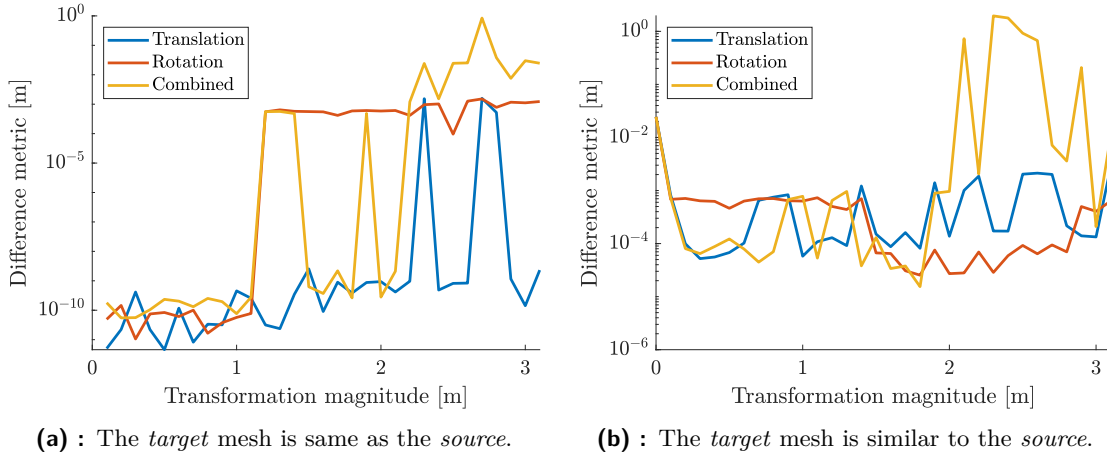 10^0
10^-5
10^-10
Difference metric [m]
Translation
Rotation
Combined
0
1
2
3
Transformation magnitude [m]
(a) : The target mesh is same as the source.
10^0
10^-2
10^-4
10^-6
Difference metric [m]
Translation
Rotation
Combined
0
1
2
3
Transformation magnitude [m]
(b) : The target mesh is similar to the source.